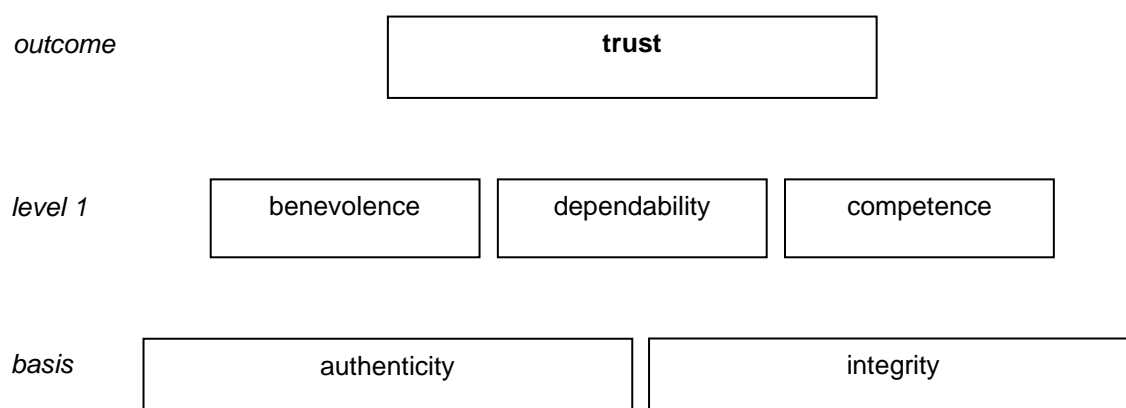 outcome trust
level 1 benevolence dependability competence
basis authenticity integrity